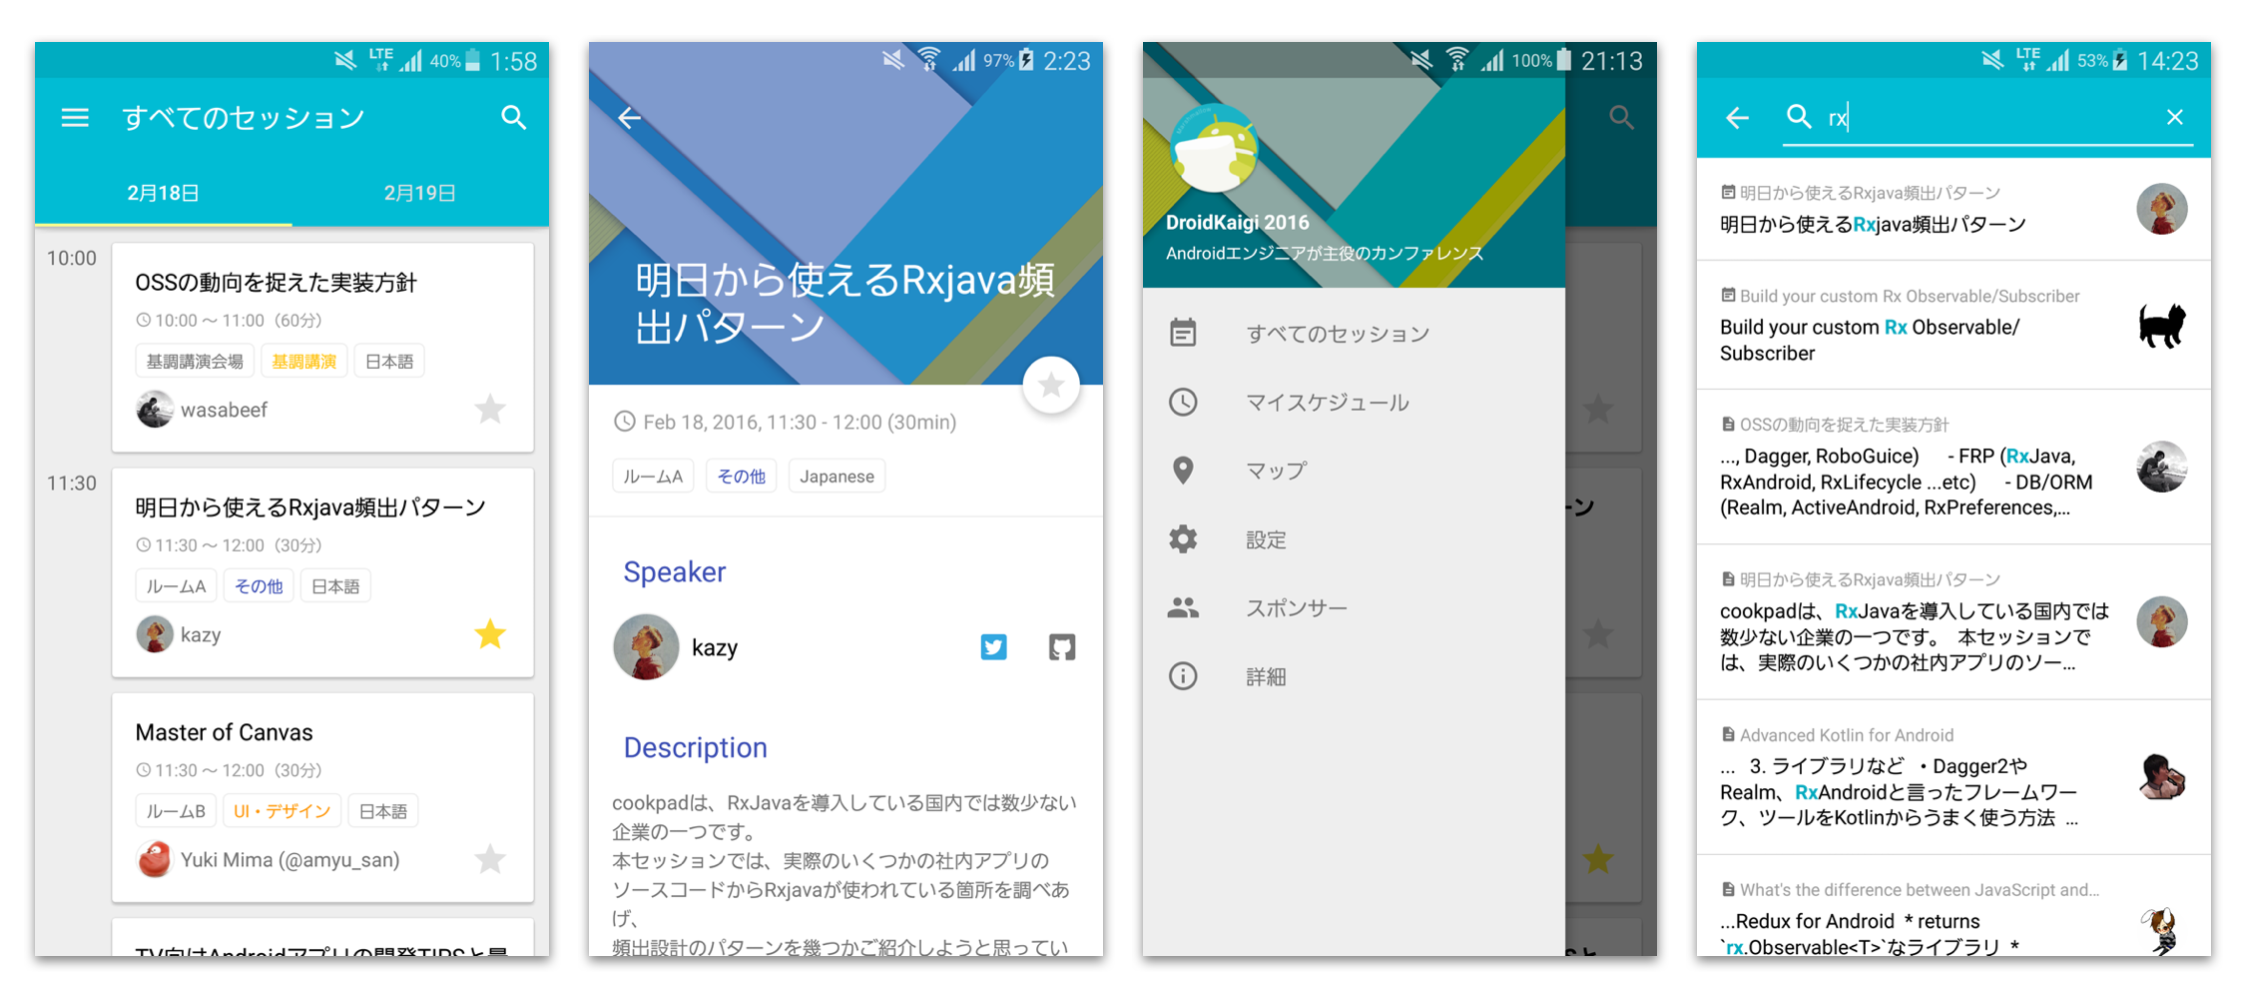 LTE 40% 1:58
すべてのセッション
2月18日 2月19日
10:00
OSSの動向を捉えた実装方針
10:00 ～ 11:00 (60分)
基調講演会場 基調講演 日本語
wasabeef
11:30
明日から使えるRxjava頻出パターン
11:30 ～ 12:00 (30分)
ルームA その他 日本語
kazy
Master of Canvas
11:30 ～ 12:00 (30分)
ルームB UI・デザイン 日本語
Yuki Mima (@amyu_san)
TV向けAndroidアプリの開発TIPSと最
97% 2:23
明日から使えるRxjava頻
出パターン
Feb 18, 2016, 11:30 - 12:00 (30min)
ルームA その他 Japanese
Speaker
kazy
Description
cookpadは、RxJavaを導入している国内では数少ない
企業の一つです。
本セッションでは、実際のいくつかの社内アプリの
ソースコードからRxjavaが使われている箇所を調べあ
げ、
頻出設計のパターンを幾つかご紹介しようと思ってい
100% 21:13
DroidKaigi 2016
Androidエンジニアが主役のカンファレンス
すべてのセッション
マイスケジュール
マップ
設定
スポンサー
詳細
ーン
と
LTE 53% 14:23
rx
明日から使えるRxjava頻出パターン
明日から使えるRxjava頻出パターン
Build your custom Rx Observable/Subscriber
Build your custom Rx Observable/
Subscriber
OSSの動向を捉えた実装方針
..., Dagger, RoboGuice) - FRP (RxJava,
RxAndroid, RxLifecycle ...etc) - DB/ORM
(Realm, ActiveAndroid, RxPreferences,...
明日から使えるRxjava頻出パターン
cookpadは、RxJavaを導入している国内では
数少ない企業の一つです。 本セッションで
は、実際のいくつかの社内アプリのソー...
Advanced Kotlin for Android
... 3. ライブラリなど ・Dagger2や
Realm、RxAndroidと言ったフレームワー
ク、ツールをKotlinからうまく使う方法 ...
What's the difference between JavaScript and...
...Redux for Android * returns
`rx.Observable<T>`なライブラリ *